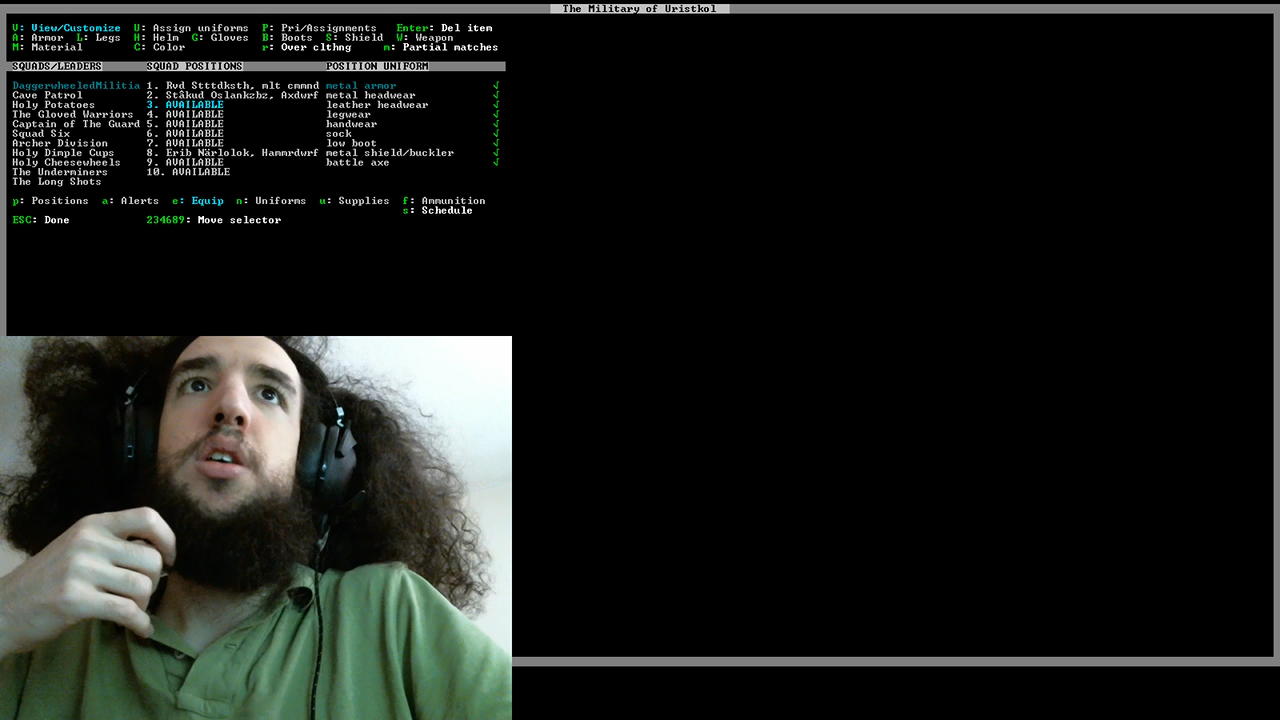 The Military of Uristkol
V: View/Customize U: Assign uniforms P: Pri/Assignments Enter: Del item
A: Armor L: Legs H: Helm G: Gloves B: Boots S: Shield W: Weapon
M: Material C: Color r: Over clthng m: Partial matches
SQUADS/LEADERS SQUAD POSITIONS POSITION UNIFORM
DaggerwheeledMilitia 1. Rvd Stttdksth, mlt cmmnd metal armor √
Cave Patrol 2. Stâkud Oslankzbz, Axdwrf metal headwear √
Holy Potatoes 3. AVAILABLE leather headwear √
The Gloved Warriors 4. AVAILABLE legwear √
Captain of The Guard 5. AVAILABLE handwear √
Squad Six 6. AVAILABLE sock √
Archer Division 7. AVAILABLE low boot √
Holy Dimple Cups 8. Erib Närlolok, Hammrdwrf metal shield/buckler √
Holy Cheesewheels 9. AVAILABLE battle axe √
The Underminers 10. AVAILABLE
The Long Shots
p: Positions a: Alerts e: Equip n: Uniforms u: Supplies f: Ammunition
s: Schedule
ESC: Done 234689: Move selector